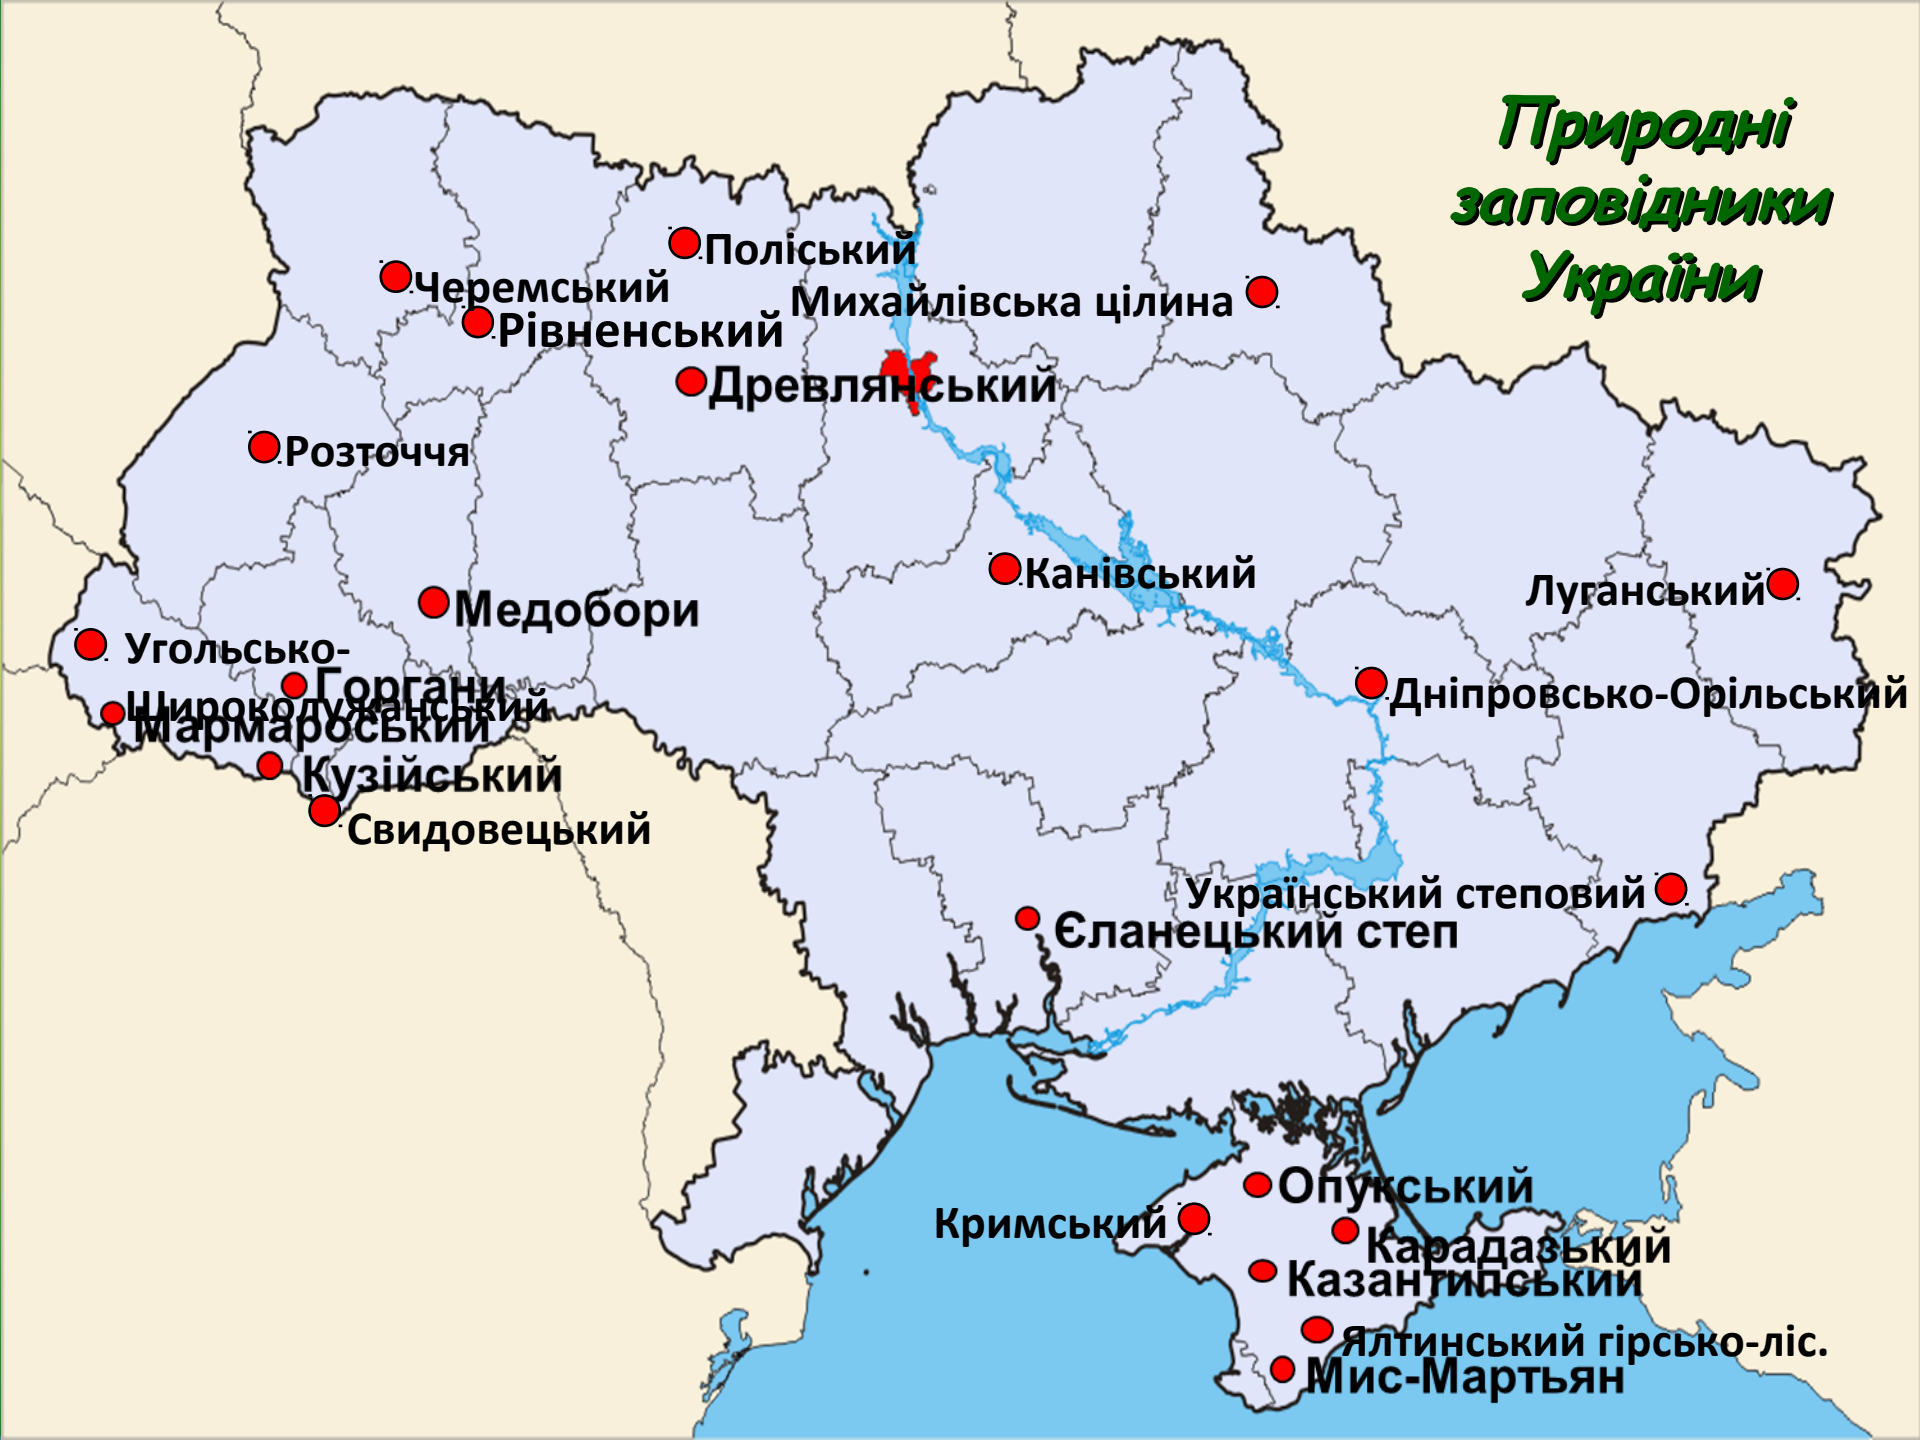 Природні
заповідники
України
Поліський
Черемський
Михайлівська цілина
Рівненський
Древлянський
Розточчя
Канівський
Луганський
Медобори
Угольсько-
Широколужанський
Горгани
Дніпровсько-Орільський
Мармароський
Кузійський
Свидовецький
Український степовий
Єланецький степ
Опукський
Кримський
Карадазький
Казантипський
Ялтинський гірсько-ліс.
Мис-Мартьян